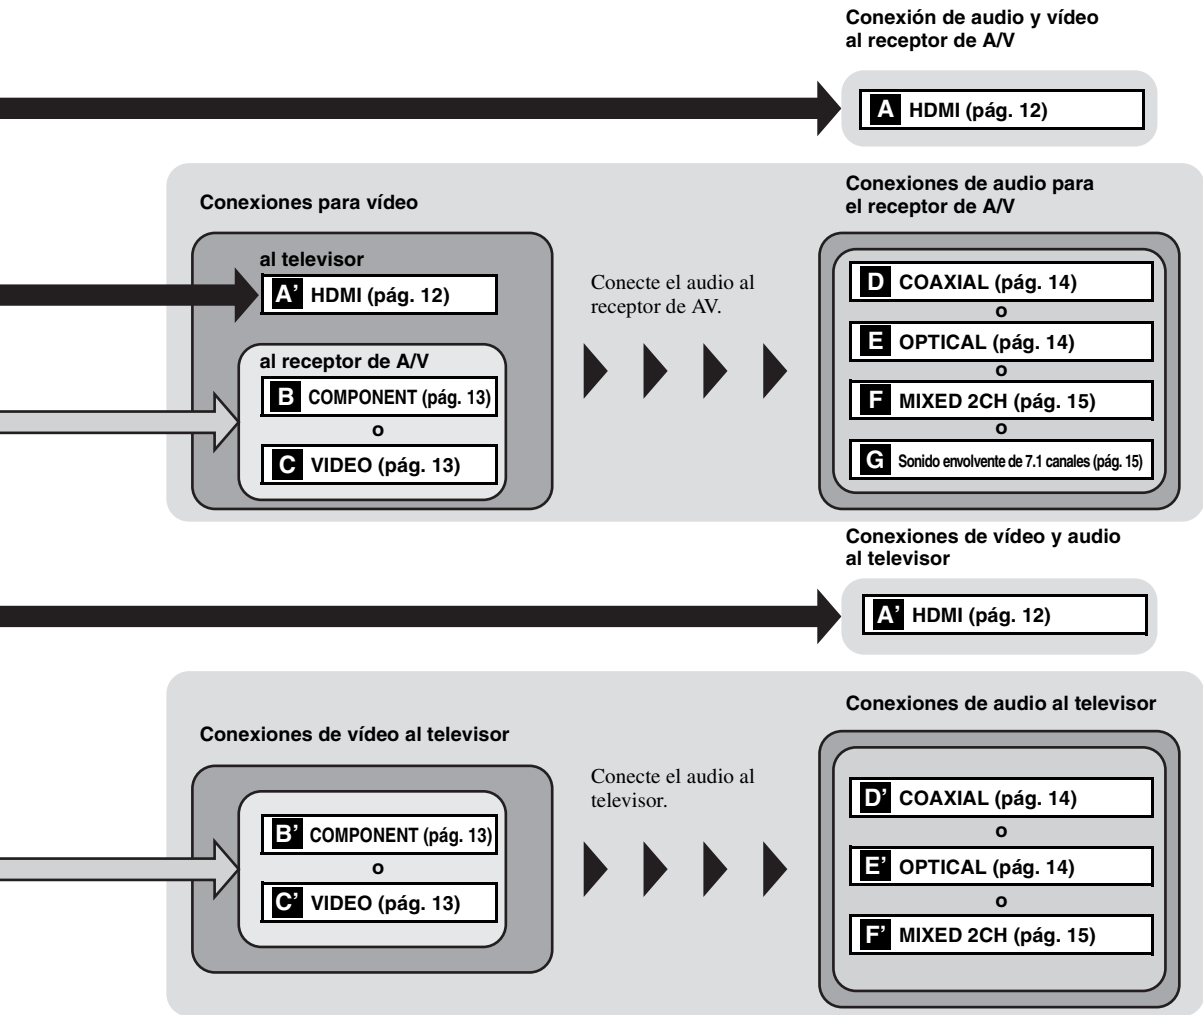 Conexión de audio y vídeo
al receptor de A/V
A HDMI (pág. 12)
Conexiones para vídeo
al televisor
A’ HDMI (pág. 12)
al receptor de A/V
B COMPONENT (pág. 13)
o
C VIDEO (pág. 13)
Conecte el audio al
receptor de AV.
Conexiones de audio para
el receptor de A/V
D COAXIAL (pág. 14)
o
E OPTICAL (pág. 14)
o
F MIXED 2CH (pág. 15)
o
G Sonido envolvente de 7.1 canales (pág. 15)
Conexiones de vídeo y audio
al televisor
A’ HDMI (pág. 12)
Conexiones de vídeo al televisor
B’ COMPONENT (pág. 13)
o
C’ VIDEO (pág. 13)
Conecte el audio al
televisor.
Conexiones de audio al televisor
D’ COAXIAL (pág. 14)
o
E’ OPTICAL (pág. 14)
o
F’ MIXED 2CH (pág. 15)